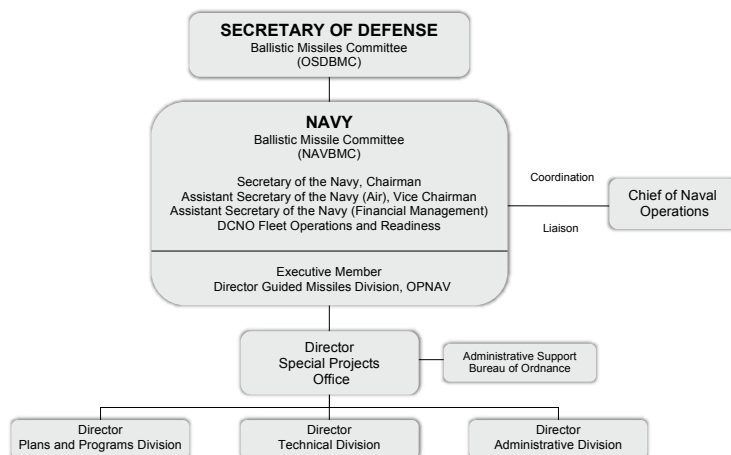 SECRETARY OF DEFENSE
Ballistic Missiles Committee
(OSDBMC)
NAVY
Ballistic Missile Committee
(NAVBMC)
Secretary of the Navy, Chairman
Assistant Secretary of the Navy (Air), Vice Chairman
Assistant Secretary of the Navy (Financial Management)
DCNO Fleet Operations and Readiness
Coordination
Liaison
Chief of Naval
Operations
Executive Member
Director Guided Missiles Division, OPNAV
Director
Special Projects
Office
Administrative Support
Bureau of Ordnance
Director
Plans and Programs Division
Director
Technical Division
Director
Administrative Division